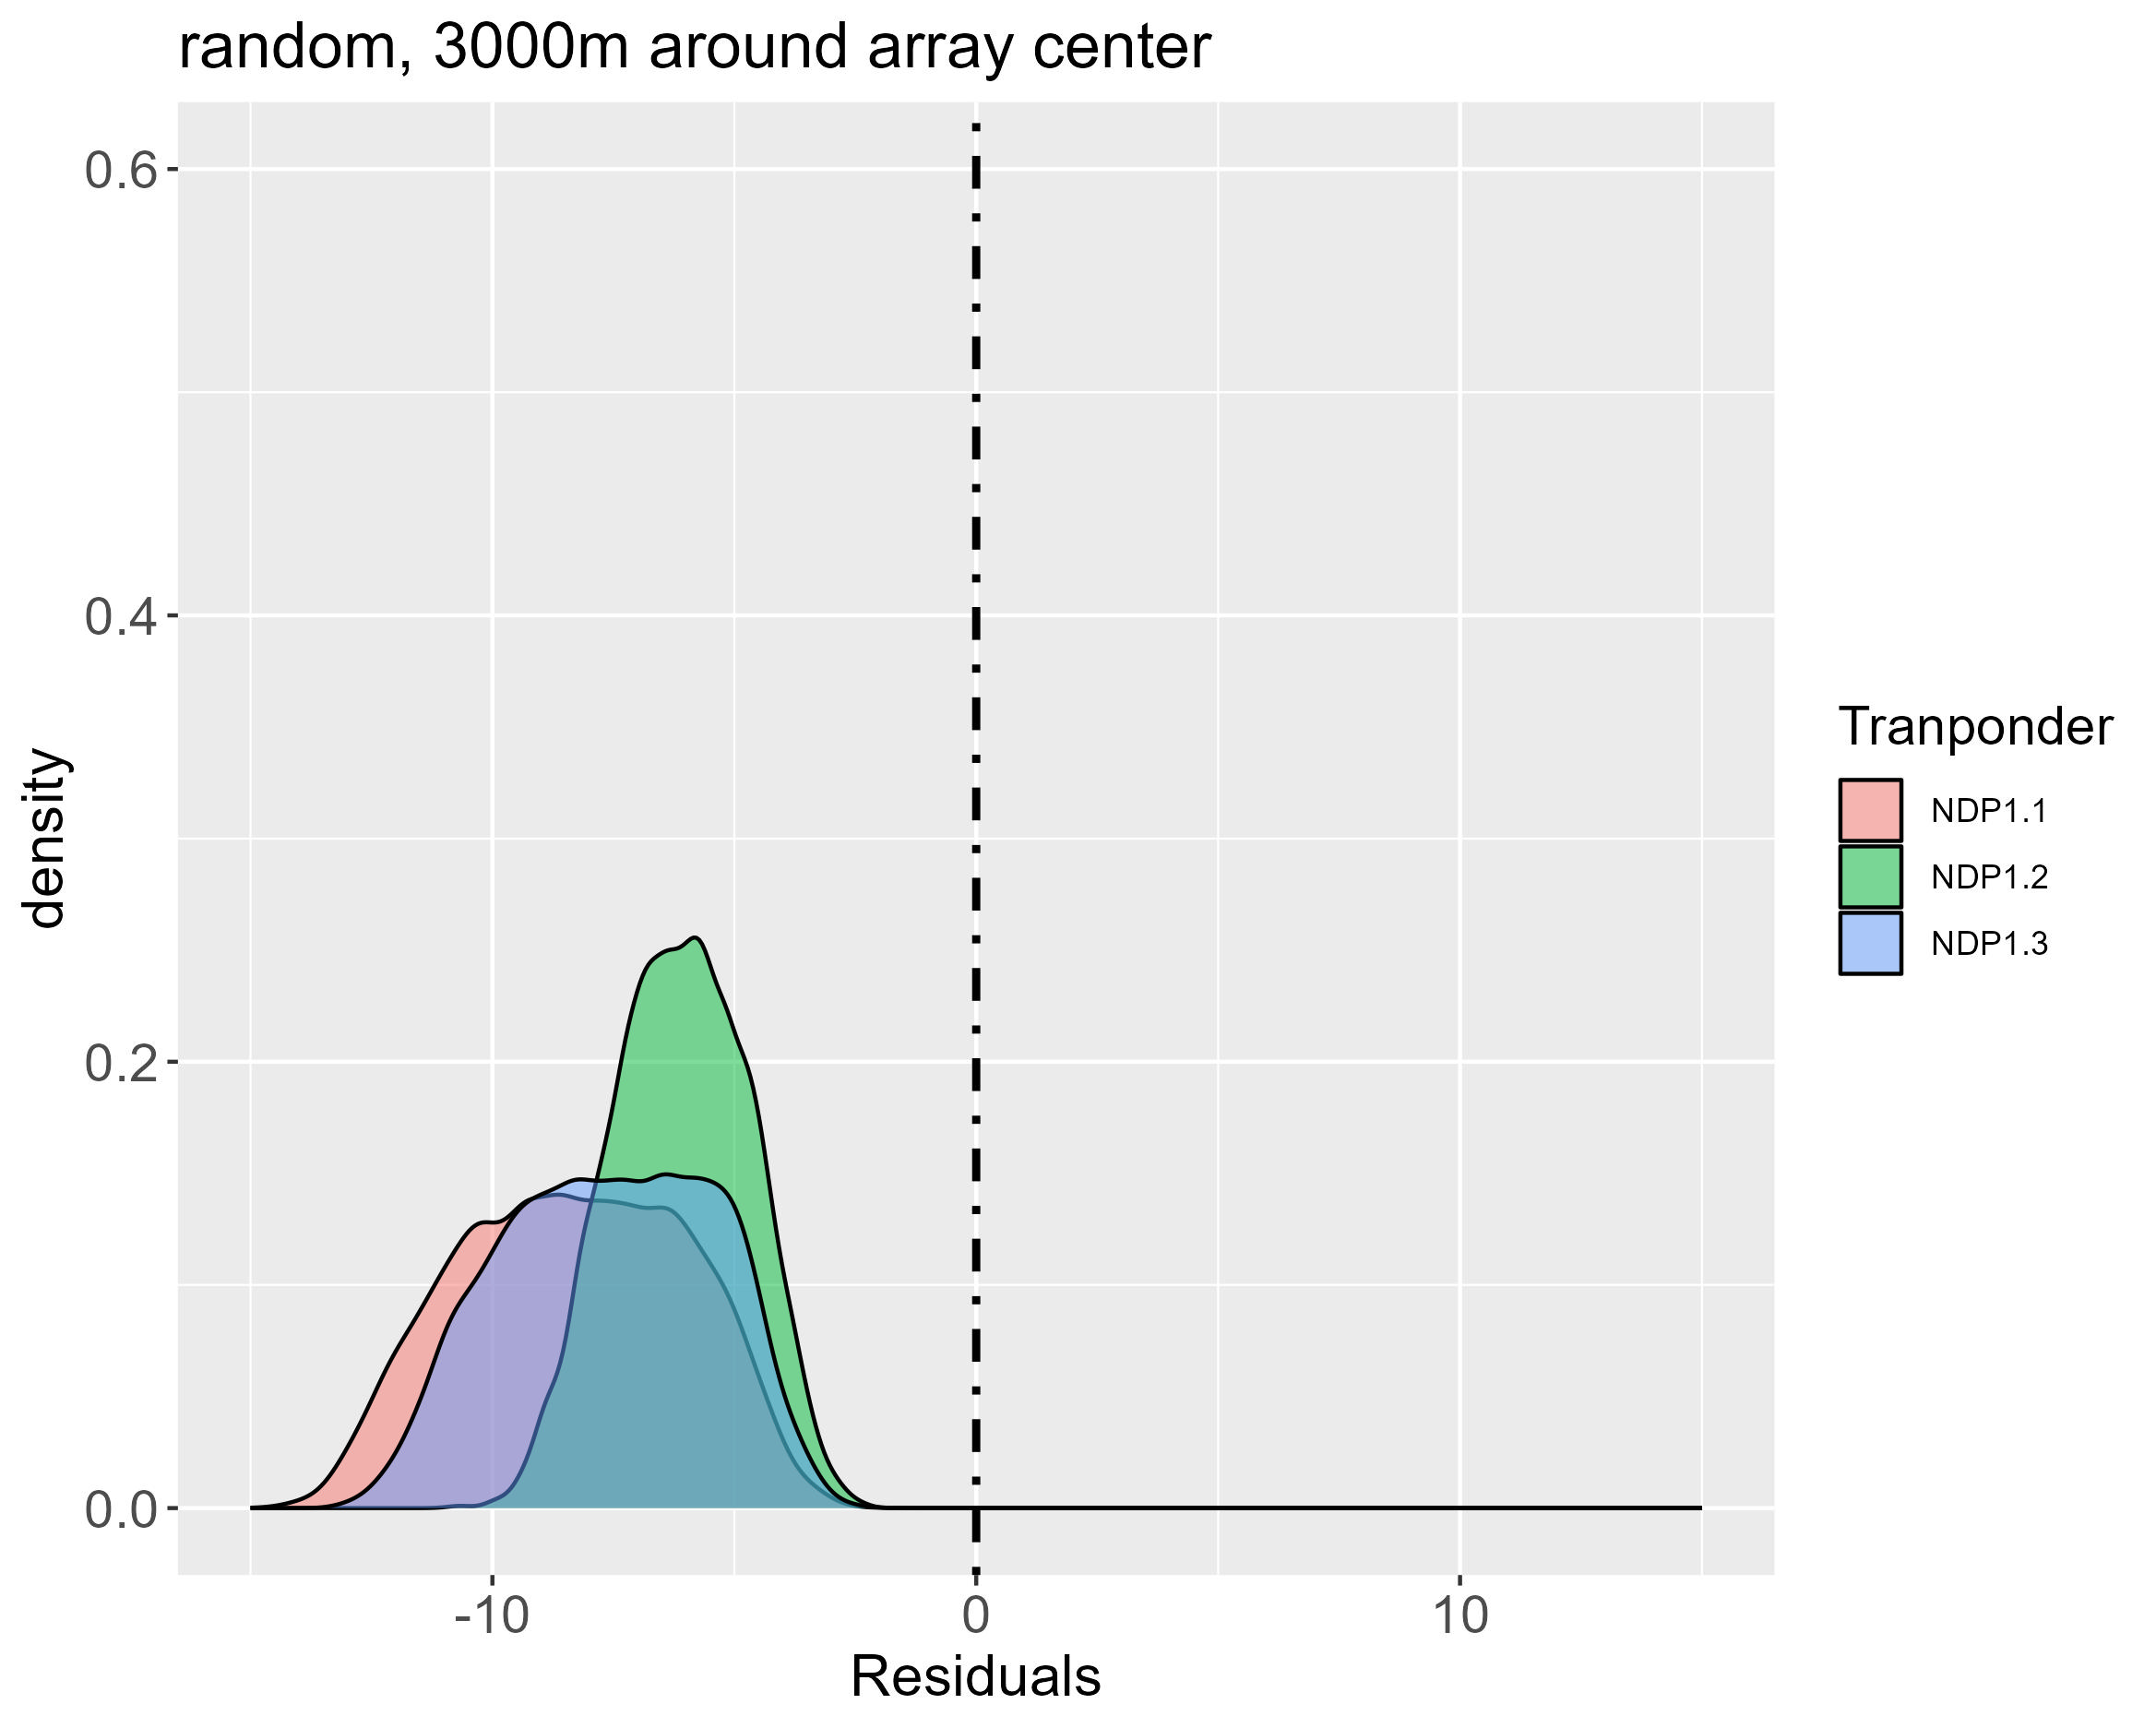 random, 3000m around array center
0.6
0.4
0.2
0.0
density
-10
0
10
Residuals
Tranponder
NDP1.1
NDP1.2
NDP1.3